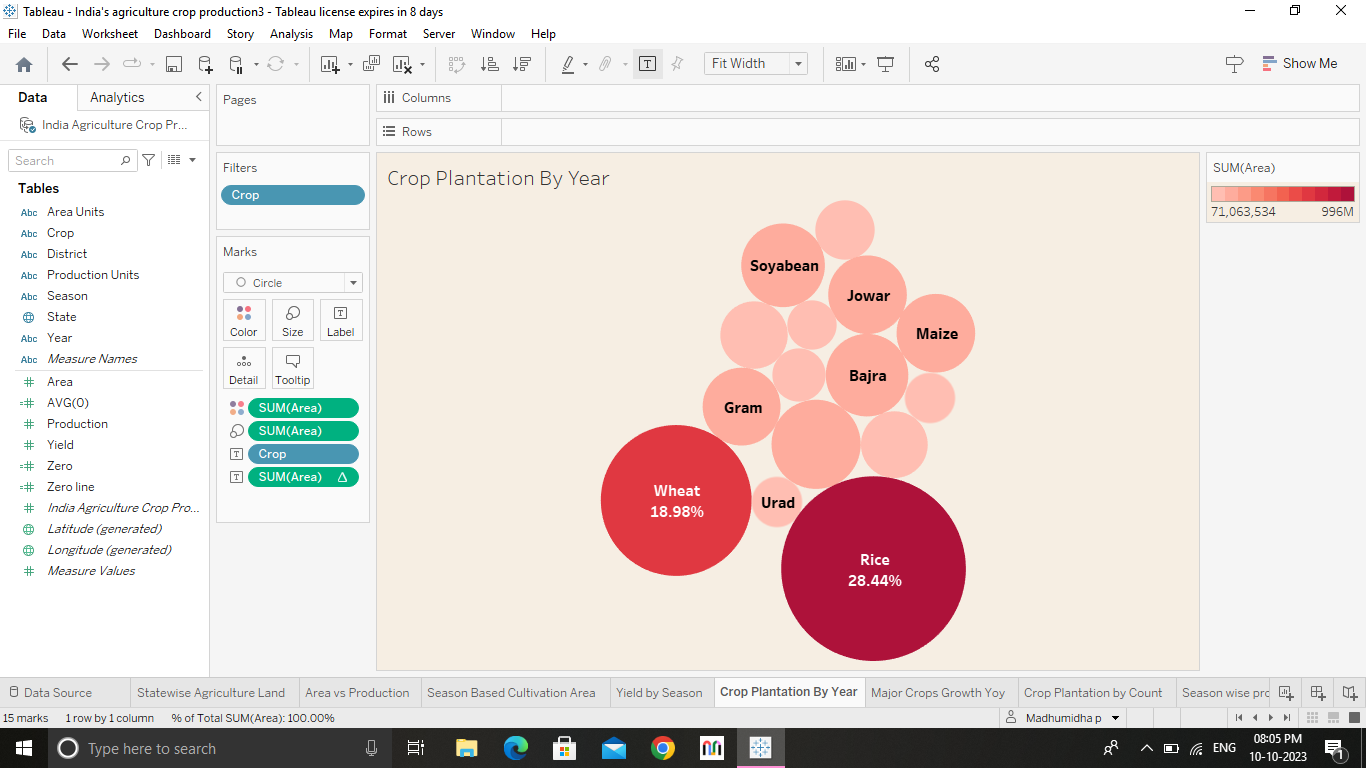 Tableau - India's agriculture crop production3 - Tableau license expires in 8 days
File Data Worksheet Dashboard Story Analysis Map Format Server Window Help
Fit Width
Show Me
Data Analytics
India Agriculture Crop Pr...
Search
Tables
Abc Area Units
Abc Crop
Abc District
Abc Production Units
Abc Season
State
Abc Year
Abc Measure Names
# Area
=# AVG(0)
# Production
# Yield
=# Zero
=# Zero line
# India Agriculture Crop Pro...
Latitude (generated)
Longitude (generated)
# Measure Values
Pages
Filters
Crop
Marks
Circle
Color Size Label
Detail Tooltip
SUM(Area)
SUM(Area)
Crop
SUM(Area) Δ
Columns
Rows
Crop Plantation By Year
Soyabean
Jowar
Maize
Bajra
Gram
Wheat
18.98%
Urad
Rice
28.44%
SUM(Area)
71,063,534 996M
Data Source Statewise Agriculture Land Area vs Production Season Based Cultivation Area Yield by Season Crop Plantation By Year Major Crops Growth Yoy Crop Plantation by Count Season wise pro
15 marks 1 row by 1 column % of Total SUM(Area): 100.00% Madhumidha p
Type here to search
ENG
08:05 PM
10-10-2023
1